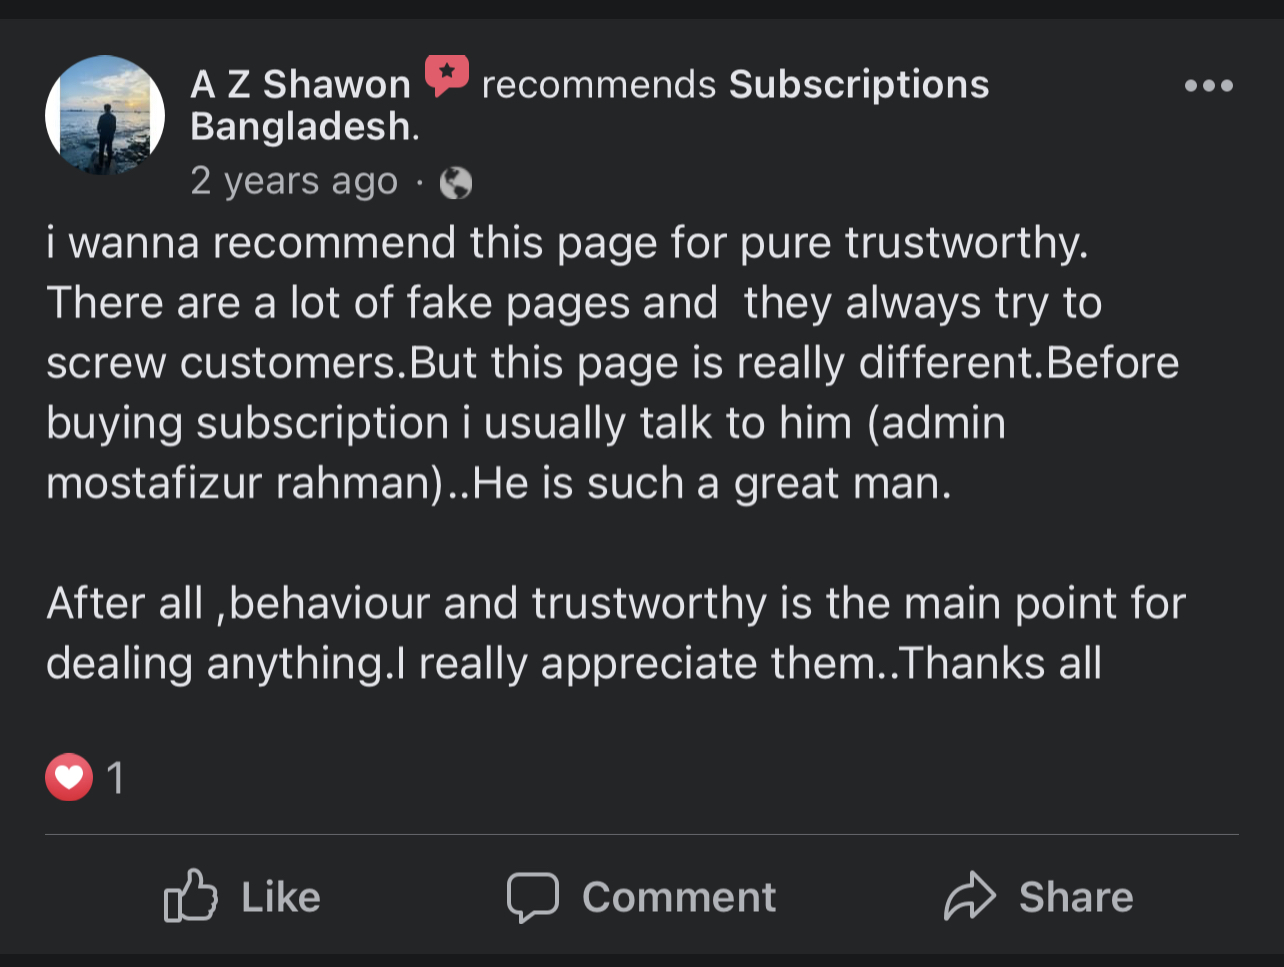 A Z Shawon recommends Subscriptions
Bangladesh.
2 years ago ·
i wanna recommend this page for pure trustworthy.
There are a lot of fake pages and  they always try to
screw customers.But this page is really different.Before
buying subscription i usually talk to him (admin
mostafizur rahman)..He is such a great man.
After all ,behaviour and trustworthy is the main point for
dealing anything.I really appreciate them..Thanks all
1
Like Comment Share